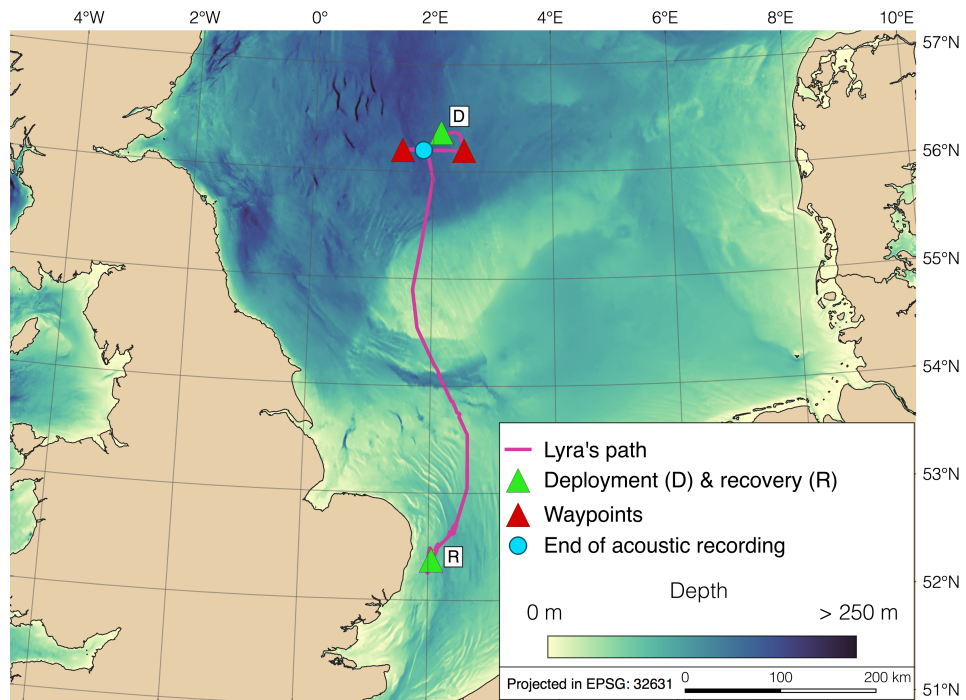 4°W 2°W 0° 2°E 4°E 6°E 8°E 10°E
57°N
D
56°N
55°N
54°N
Lyra's path
53°N
Deployment (D) & recovery (R)
Waypoints
End of acoustic recording
R
52°N
Depth
0 m > 250 m
Projected in EPSG: 32631
0 100 200 km
51°N